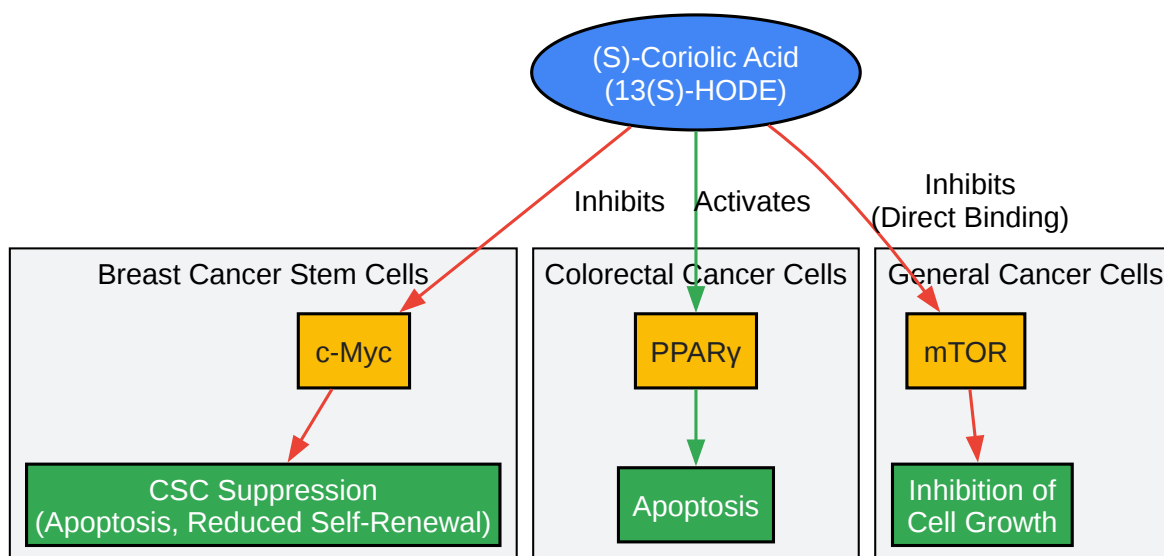 (S)-Coriolic Acid
(13(S)-HODE)
Inhibits
Activates
Inhibits
(Direct Binding)
Breast Cancer Stem Cells
Colorectal Cancer Cells
General Cancer Cells
c-Myc
PPARγ
mTOR
CSC Suppression
(Apoptosis, Reduced Self-Renewal)
Apoptosis
Inhibition of
Cell Growth